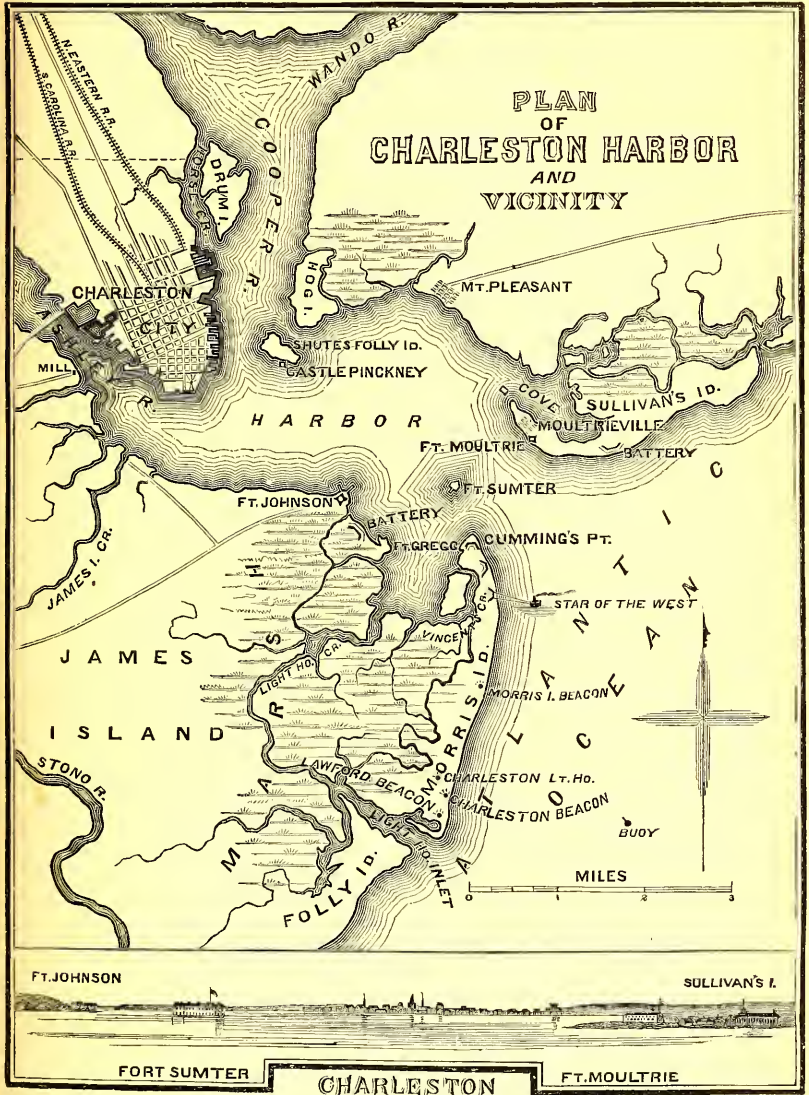 PLAN
OF
CHARLESTON HARBOR
AND
VICINITY
N. EASTERN R.R.
S. CAROLINA R.R.
WANDO R.
COOPER R.
HORSE CR.
DRUM I.
HOG I.
MT. PLEASANT
CHARLESTON
CITY
ASHLEY
R.
MILL
SHUTES FOLLY ID.
CASTLE PINCKNEY
HARBOR
COVE
SULLIVAN'S ID.
MOULTRIEVILLE
FT. MOULTRIE
BATTERY
FT. SUMTER
FT. JOHNSON
BATTERY
FT. GREGG
CUMMING'S PT.
STAR OF THE WEST
JAMES I. CR.
JAMES
ISLAND
MARSH
LIGHT HO. CR.
VINCENT'S CR.
MORRIS ID.
MORRIS I. BEACON
ATLANTIC
OCEAN
STONO R.
LAWFORD BEACON
CHARLESTON LT. HO.
CHARLESTON BEACON
BUOY
LIGHT HO. INLET
FOLLY ID.
MILES
0 1 2 3
FT. JOHNSON
SULLIVAN'S I.
FORT SUMTER
CHARLESTON
FT. MOULTRIE